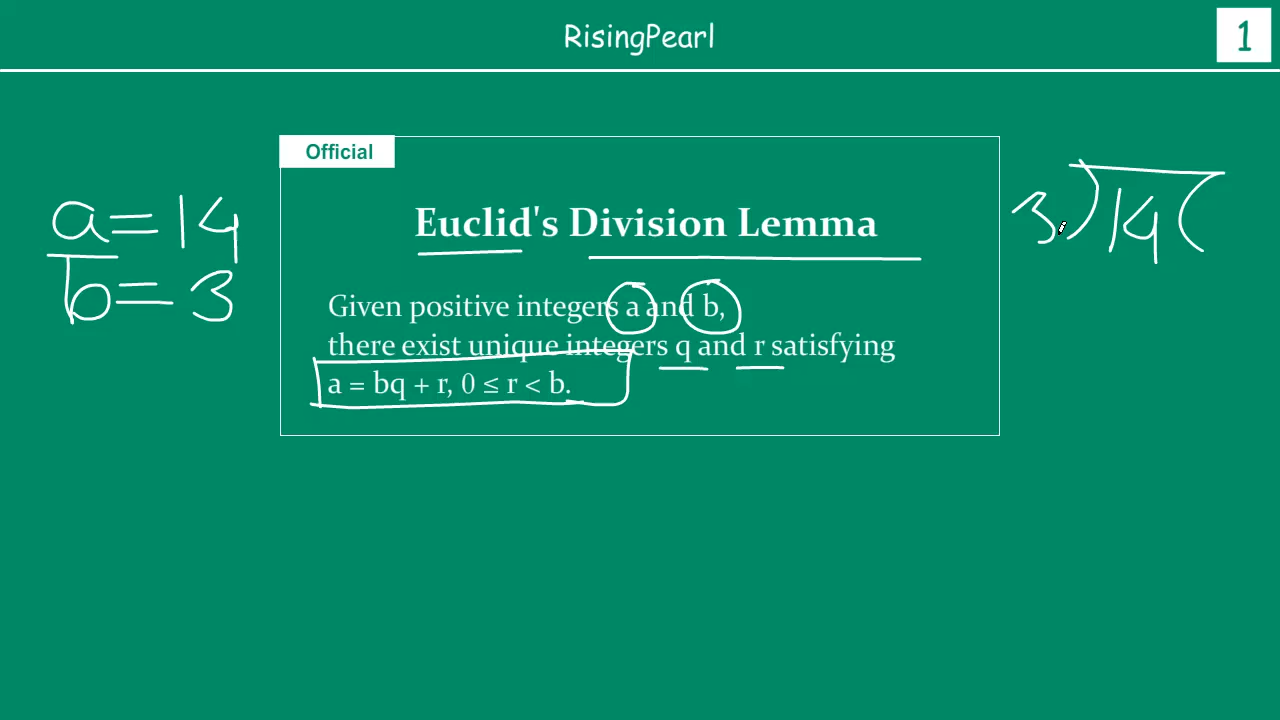 RisingPearl
1
Official
Euclid's Division Lemma
Given positive integers a and b,
there exist unique integers q and r satisfying
a = bq + r, 0 ≤ r < b.
a = 14
b = 3
3) 14 (